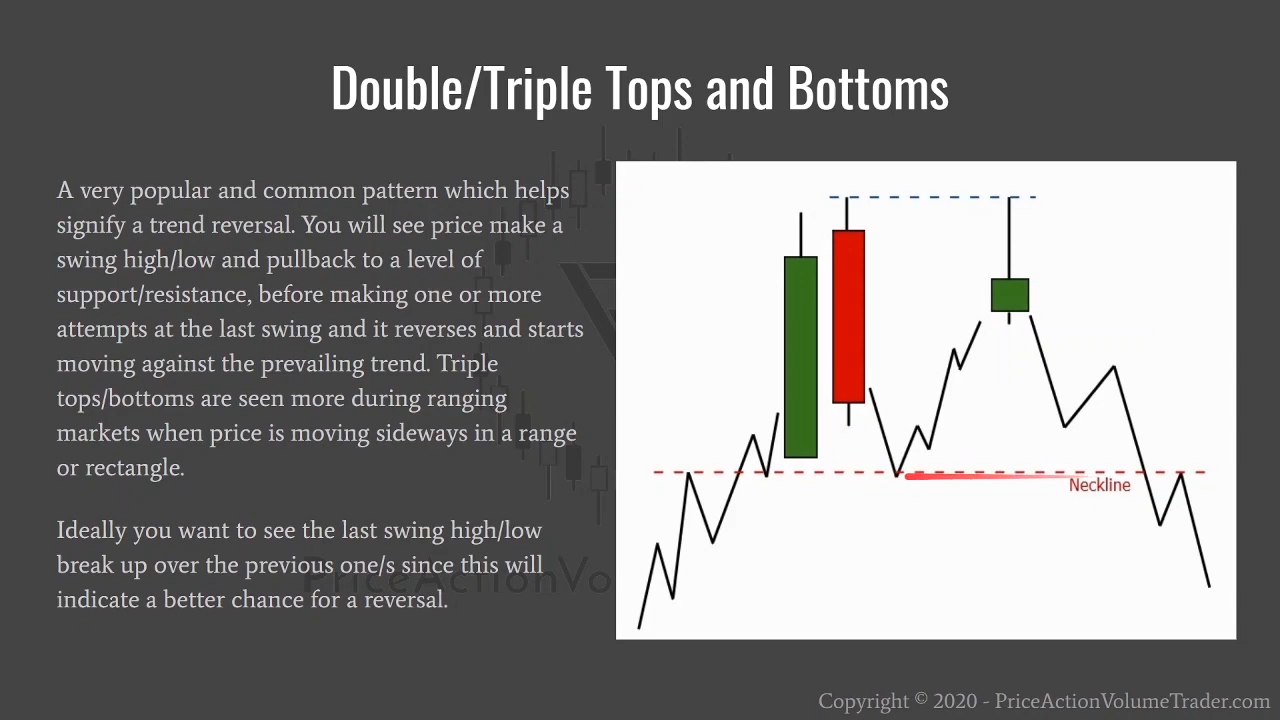 Double/Triple Tops and Bottoms
A very popular and common pattern which helps
signify a trend reversal. You will see price make a
swing high/low and pullback to a level of
support/resistance, before making one or more
attempts at the last swing and it reverses and starts
moving against the prevailing trend. Triple
tops/bottoms are seen more during ranging
markets when price is moving sideways in a range
or rectangle.
Ideally you want to see the last swing high/low
break up over the previous one/s since this will
indicate a better chance for a reversal.
Neckline
PriceActionVo
Copyright © 2020 - PriceActionVolumeTrader.com